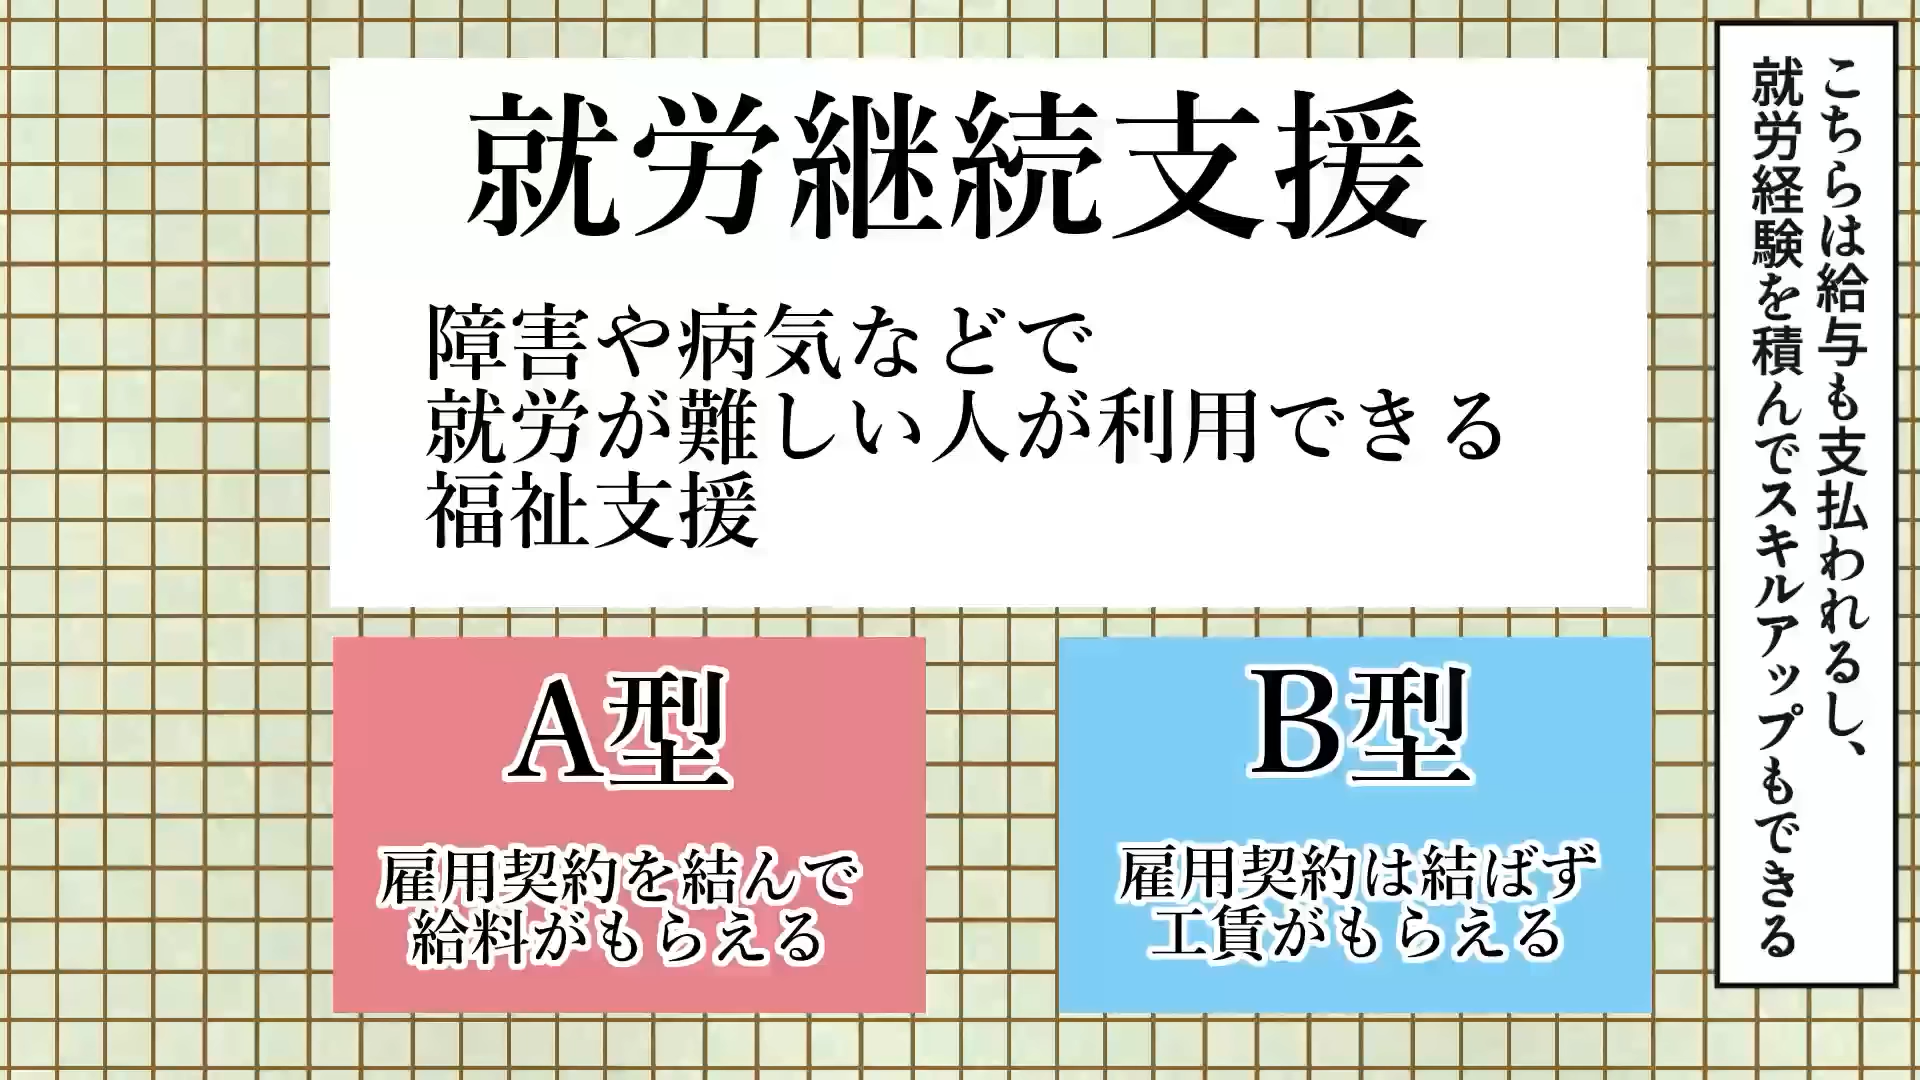 就労継続支援
障害や病気などで
就労が難しい人が利用できる
福祉支援
A型
雇用契約を結んで
給料がもらえる
B型
雇用契約は結ばず
工賃がもらえる
こちらは給与も支払われるし、
就労経験を積んでスキルアップもできる